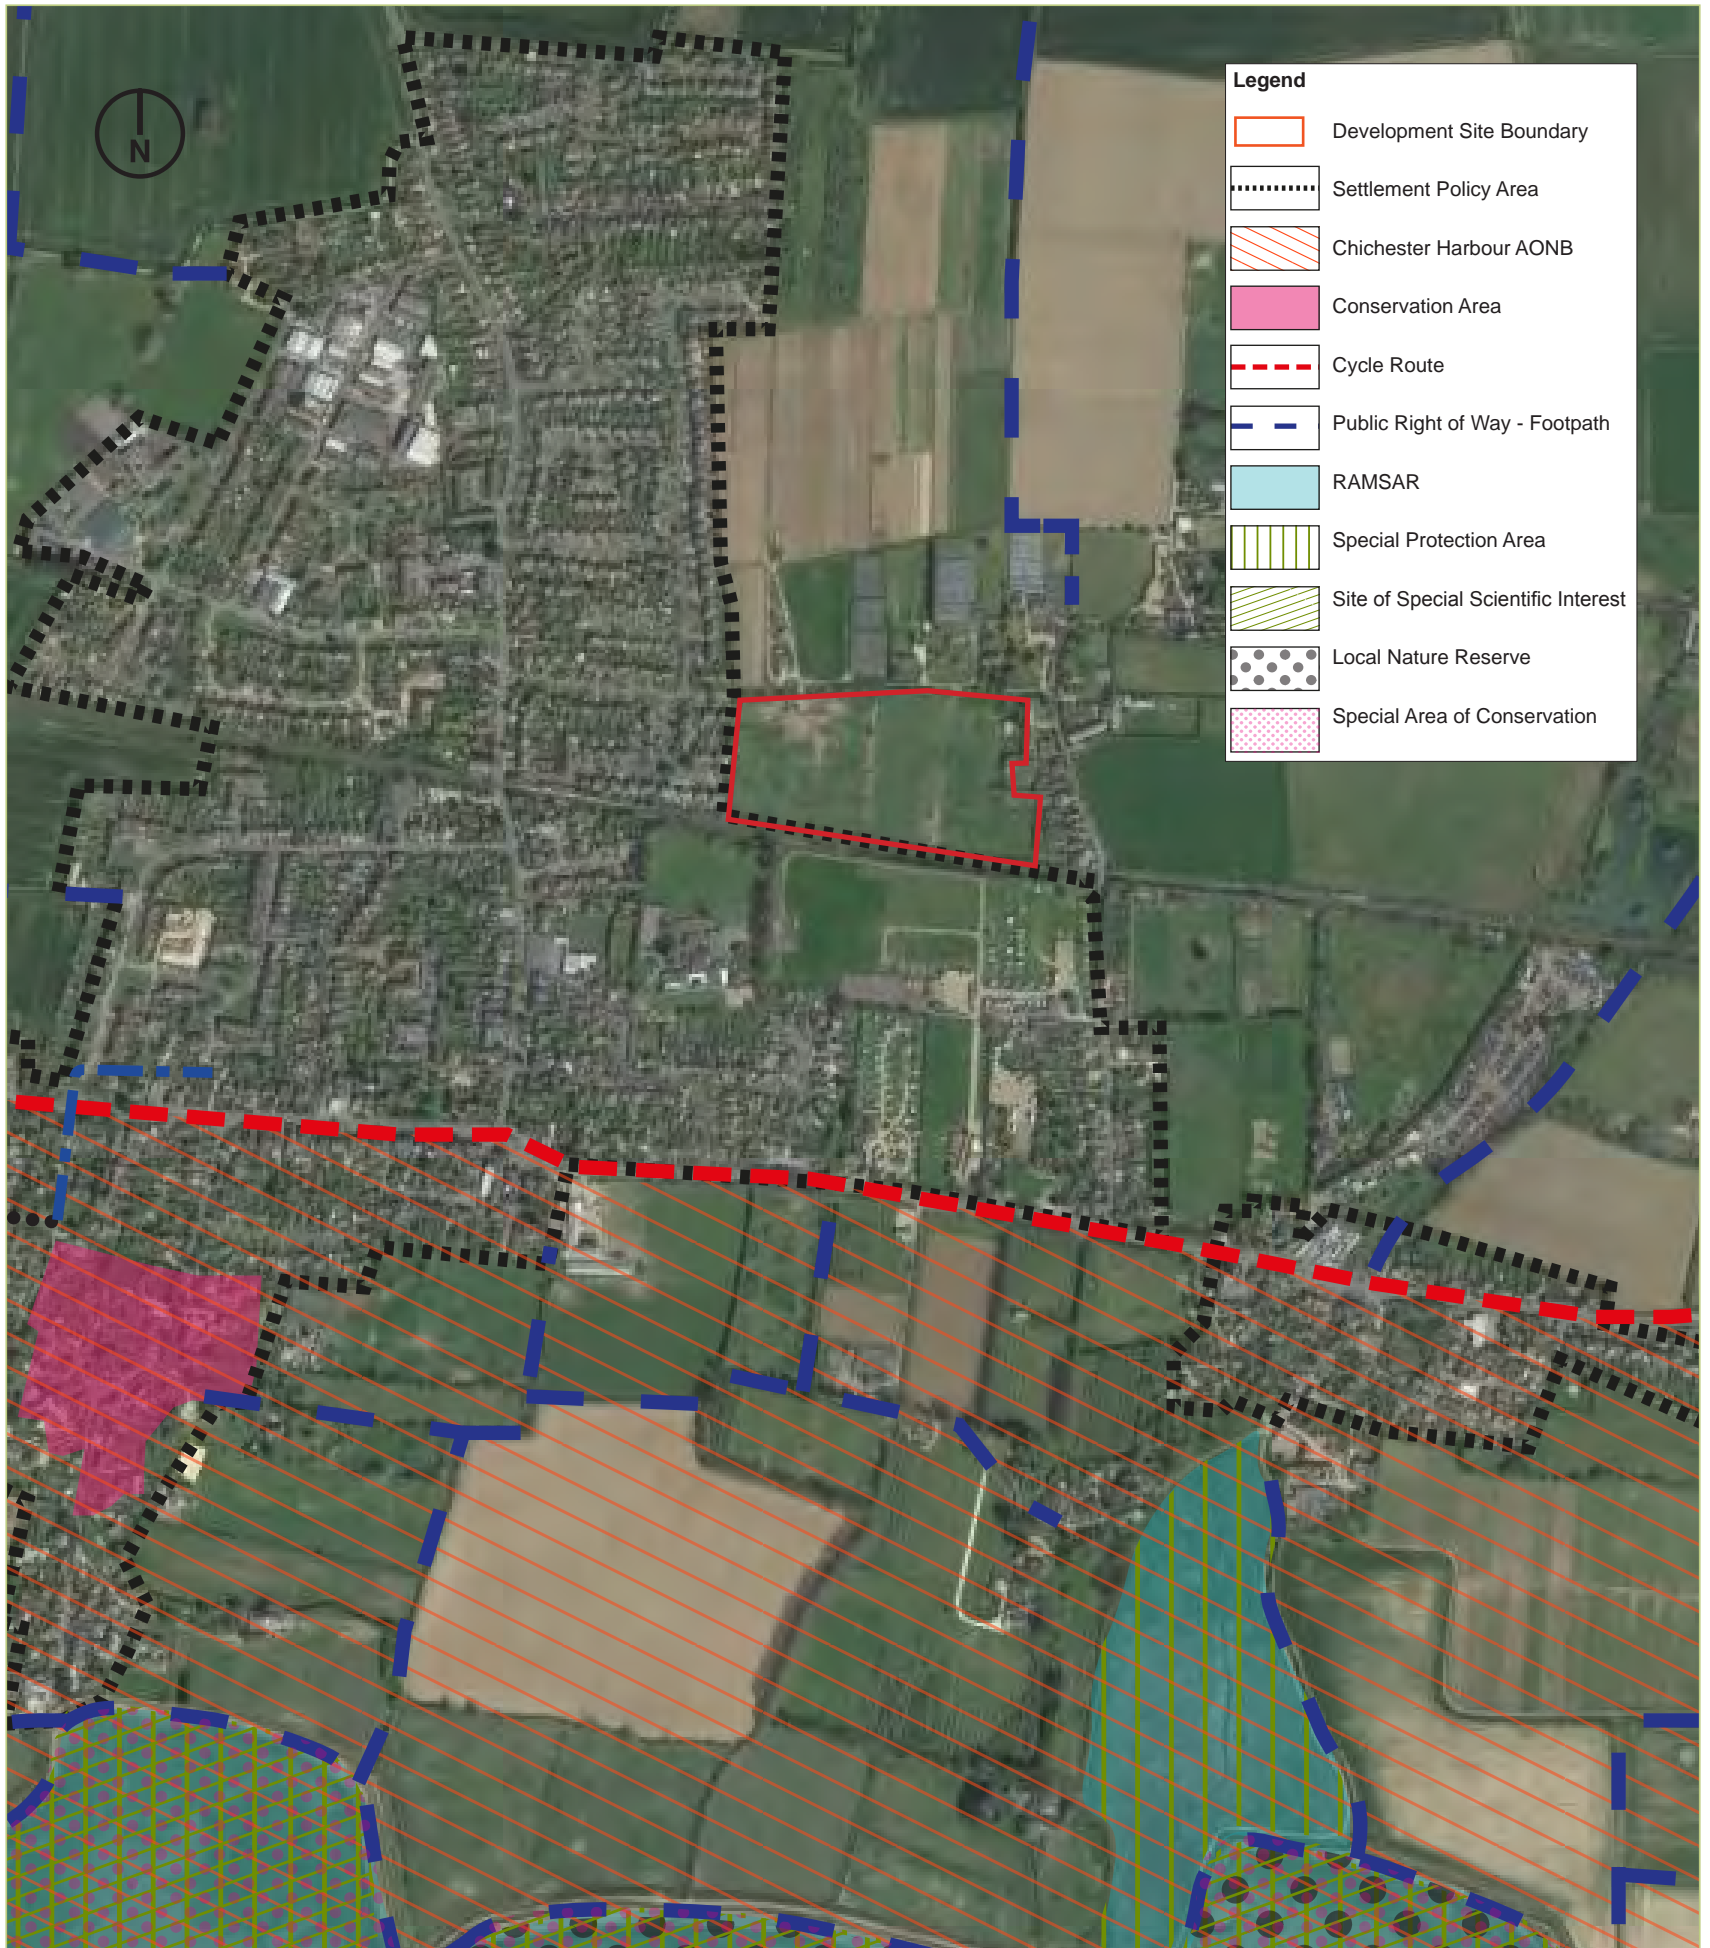 N
Legend
Development Site Boundary
Settlement Policy Area
Chichester Harbour AONB
Conservation Area
Cycle Route
Public Right of Way - Footpath
RAMSAR
Special Protection Area
Site of Special Scientific Interest
Local Nature Reserve
Special Area of Conservation